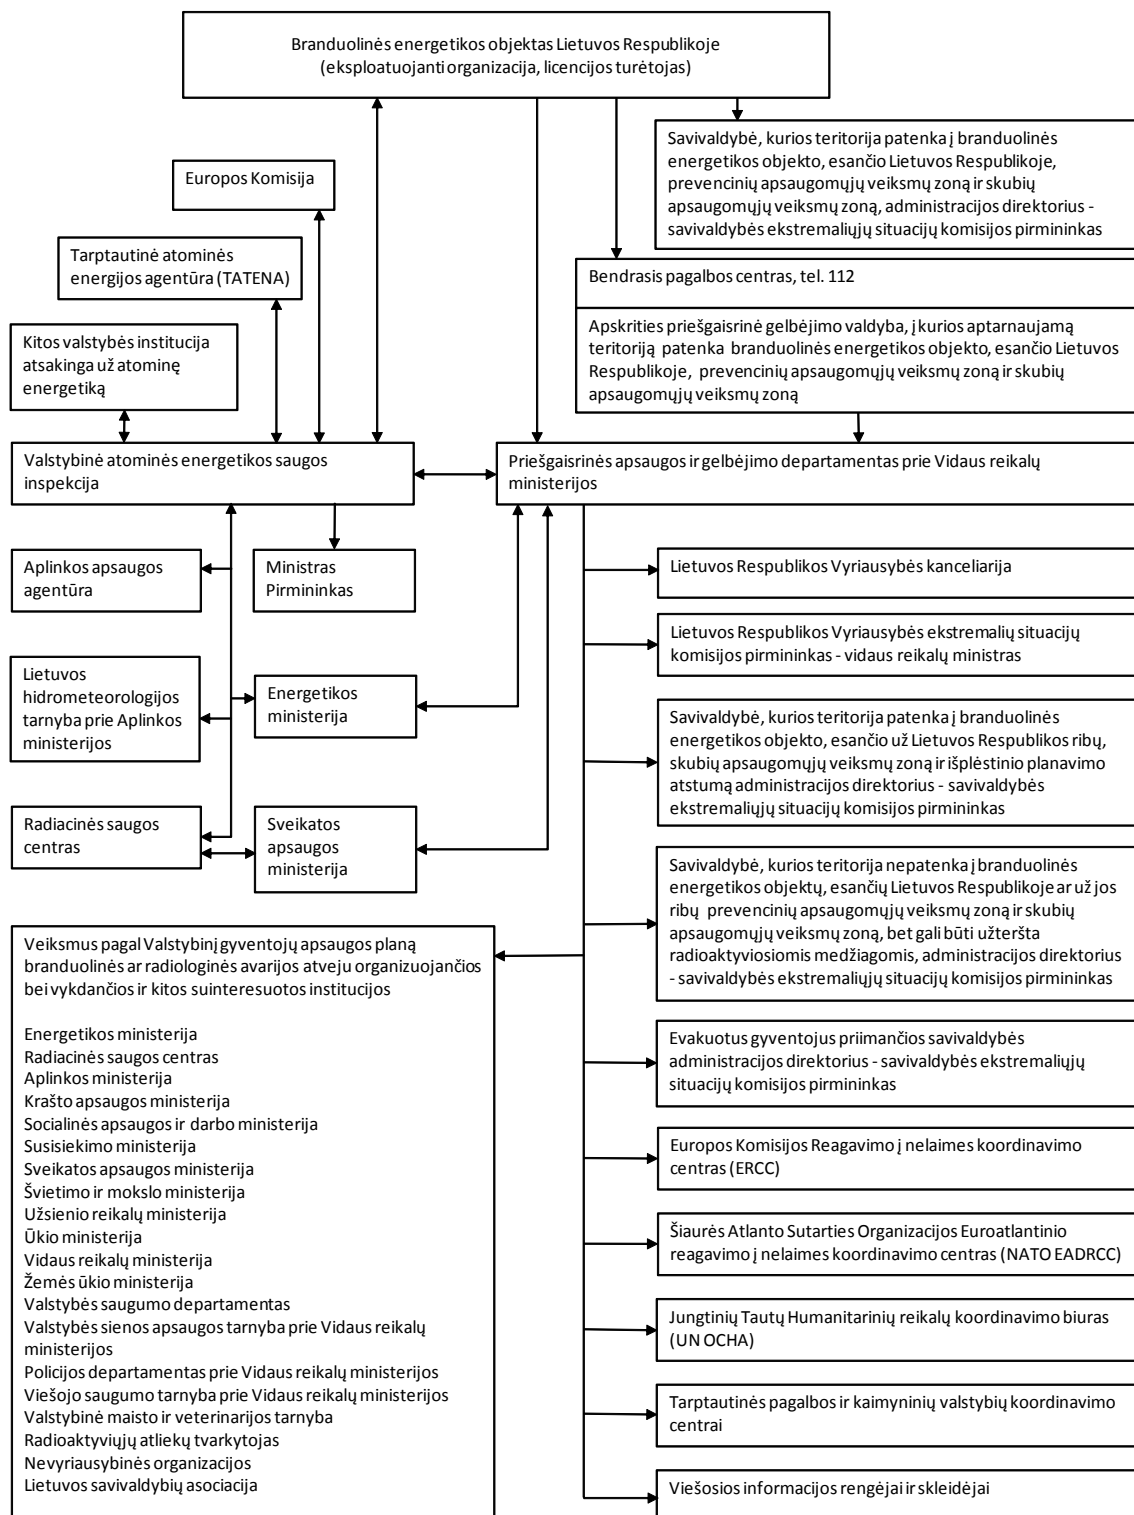 Branduolinės energetikos objektas Lietuvos Respublikoje
(eksploatuojanti organizacija, licencijos turėtojas)
Savivaldybė, kurios teritorija patenka į branduolinės
energetikos objekto, esančio Lietuvos Respublikoje,
prevencinių apsaugomųjų veiksmų zoną ir skubių
apsaugomųjų veiksmų zoną, administracijos direktorius -
savivaldybės ekstremaliųjų situacijų komisijos pirmininkas
Europos Komisija
Tarptautinė atominės
energijos agentūra (TATENA)
Bendrasis pagalbos centras, tel. 112
Apskrities priešgaisrinė gelbėjimo valdyba, į kurios aptarnaujamą
teritoriją patenka branduolinės energetikos objekto, esančio Lietuvos
Respublikoje, prevencinių apsaugomųjų veiksmų zoną ir skubių
apsaugomųjų veiksmų zoną
Kitos valstybės institucija
atsakinga už atominę
energetiką
Valstybinė atominės energetikos saugos
inspekcija
Priešgaisrinės apsaugos ir gelbėjimo departamentas prie Vidaus reikalų
ministerijos
Aplinkos apsaugos
agentūra
Ministras
Pirmininkas
Lietuvos
hidrometeorologijos
tarnyba prie Aplinkos
ministerijos
Energetikos
ministerija
Radiacinės saugos
centras
Sveikatos
apsaugos
ministerija
Lietuvos Respublikos Vyriausybės kanceliarija
Lietuvos Respublikos Vyriausybės ekstremalių situacijų
komisijos pirmininkas - vidaus reikalų ministras
Savivaldybė, kurios teritorija patenka į branduolinės
energetikos objekto, esančio už Lietuvos Respublikos ribų,
skubių apsaugomųjų veiksmų zoną ir išplėstinio planavimo
atstumą administracijos direktorius - savivaldybės
ekstremaliųjų situacijų komisijos pirmininkas
Savivaldybė, kurios teritorija nepatenka į branduolinės
energetikos objektų, esančių Lietuvos Respublikoje ar už jos
ribų prevencinių apsaugomųjų veiksmų zoną ir skubių
apsaugomųjų veiksmų zoną, bet gali būti užteršta
radioaktyviosiomis medžiagomis, administracijos direktorius
- savivaldybės ekstremaliųjų situacijų komisijos pirmininkas
Evakuotus gyventojus priimančios savivaldybės
administracijos direktorius - savivaldybės ekstremaliųjų
situacijų komisijos pirmininkas
Europos Komisijos Reagavimo į nelaimes koordinavimo
centras (ERCC)
Šiaurės Atlanto Sutarties Organizacijos Euroatlantinio
reagavimo į nelaimes koordinavimo centras (NATO EADRCC)
Jungtinių Tautų Humanitarinių reikalų koordinavimo biuras
(UN OCHA)
Tarptautinės pagalbos ir kaimyninių valstybių koordinavimo
centrai
Viešosios informacijos rengėjai ir skleidėjai
Veiksmus pagal Valstybinį gyventojų apsaugos planą
branduolinės ar radiologinės avarijos atveju organizuojančios
bei vykdančios ir kitos suinteresuotos institucijos
Energetikos ministerija
Radiacinės saugos centras
Aplinkos ministerija
Krašto apsaugos ministerija
Socialinės apsaugos ir darbo ministerija
Susisiekimo ministerija
Sveikatos apsaugos ministerija
Švietimo ir mokslo ministerija
Užsienio reikalų ministerija
Ūkio ministerija
Vidaus reikalų ministerija
Žemės ūkio ministerija
Valstybės saugumo departamentas
Valstybės sienos apsaugos tarnyba prie Vidaus reikalų
ministerijos
Policijos departamentas prie Vidaus reikalų ministerijos
Viešojo saugumo tarnyba prie Vidaus reikalų ministerijos
Valstybinė maisto ir veterinarijos tarnyba
Radioaktyviųjų atliekų tvarkytojas
Nevyriausybinės organizacijos
Lietuvos savivaldybių asociacija